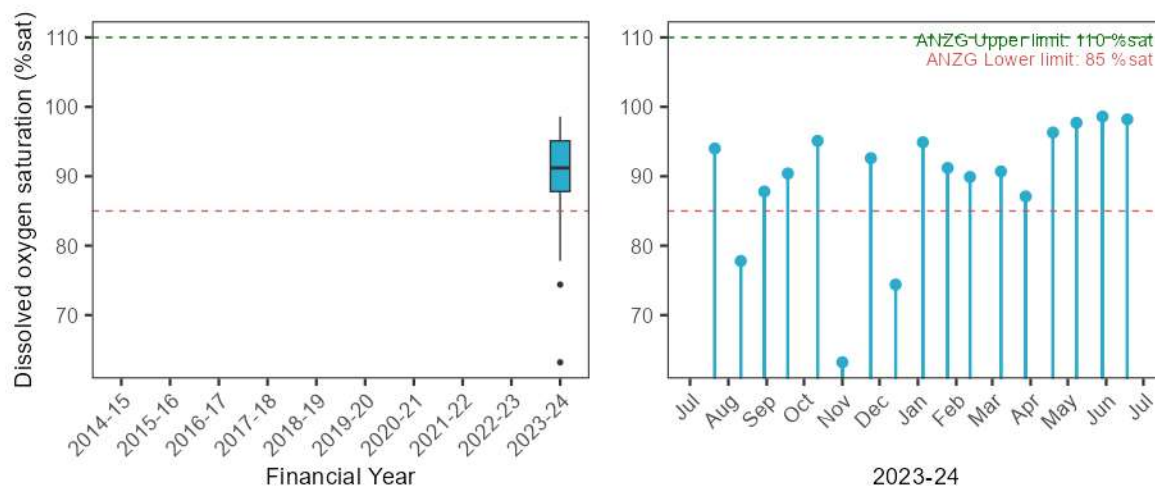 Dissolved oxygen saturation (%sat)
110
100
90
80
70
2014-15
2015-16
2016-17
2017-18
2018-19
2019-20
2020-21
2021-22
2022-23
2023-24
Financial Year
ANZG Upper limit: 110 %sat
ANZG Lower limit: 85 %sat
110
100
90
80
70
Jul
Aug
Sep
Oct
Nov
Dec
Jan
Feb
Mar
Apr
May
Jun
Jul
2023-24